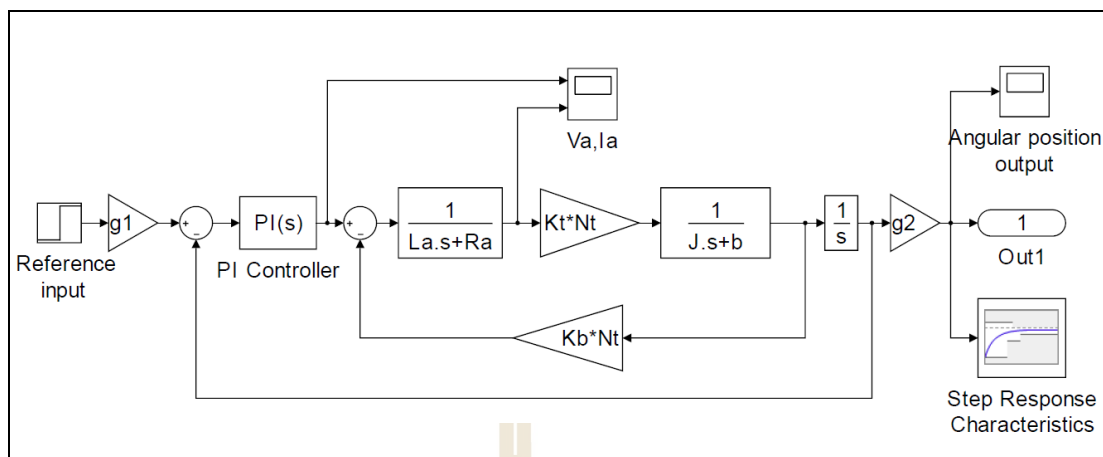 Va,Ia
Angular position
output
Reference
input
g1
+
−
PI(s)
PI Controller
+
−
1
La.s+Ra
Kt*Nt
1
J.s+b
1
s
g2
1
Out1
Kb*Nt
Step Response
Characteristics